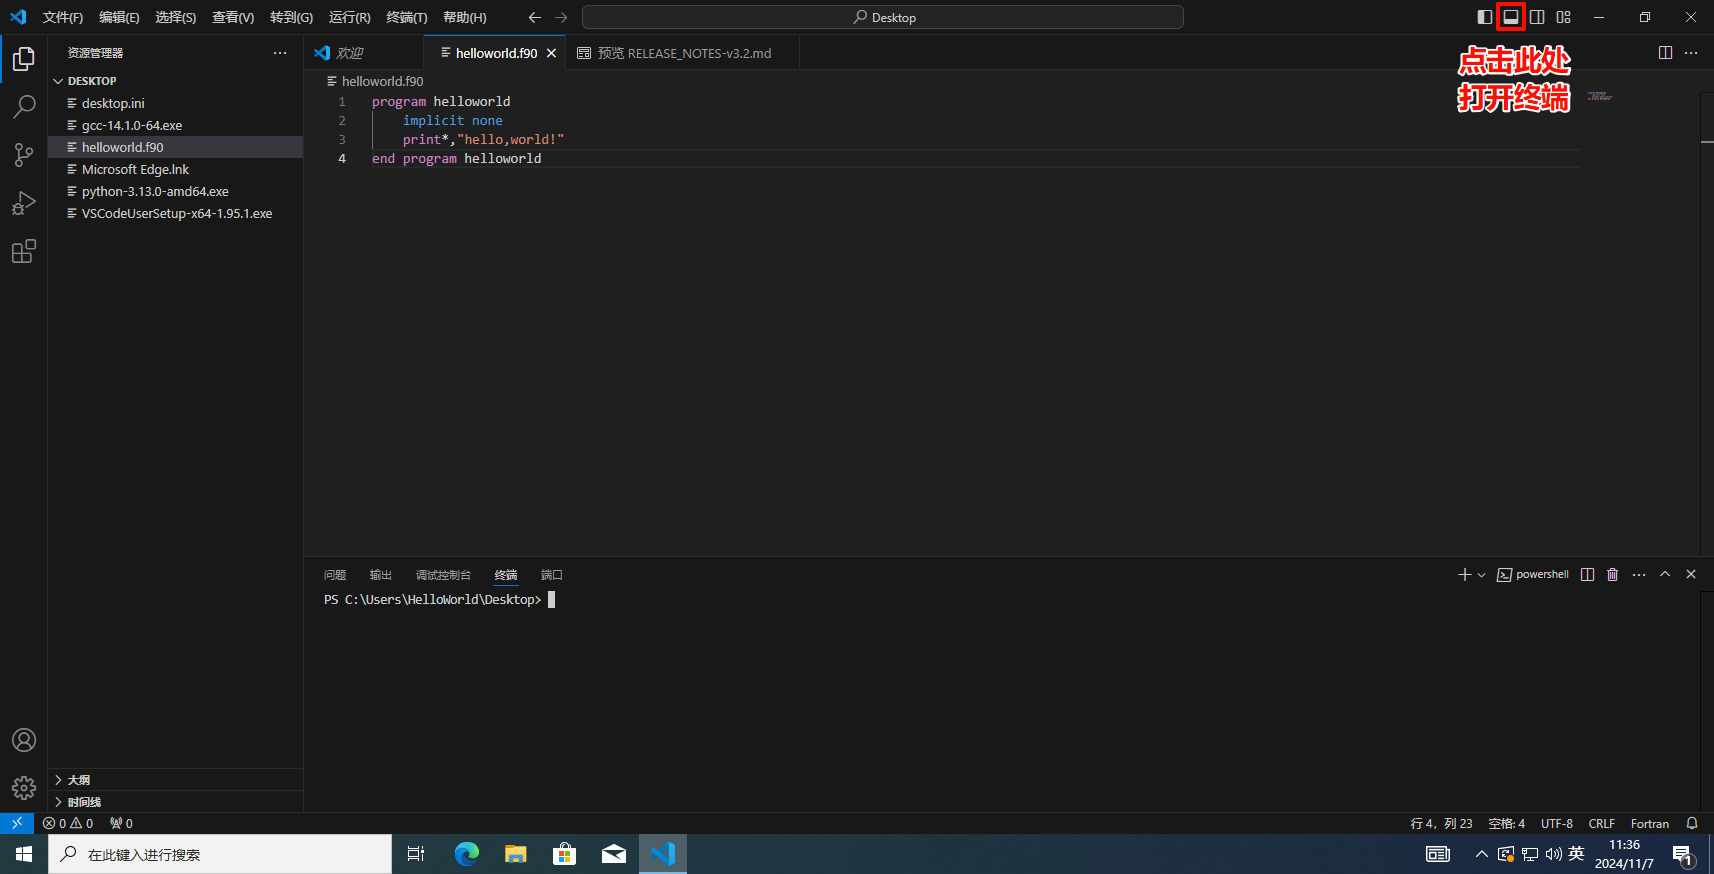 文件(F) 编辑(E) 选择(S) 查看(V) 转到(G) 运行(R) 终端(T) 帮助(H) Desktop
点击此处
打开终端
资源管理器
欢迎 helloworld.f90 预览 RELEASE_NOTES-v3.2.md
DESKTOP
desktop.ini
gcc-14.1.0-64.exe
helloworld.f90
Microsoft Edge.lnk
python-3.13.0-amd64.exe
VSCodeUserSetup-x64-1.95.1.exe
helloworld.f90
1 program helloworld
2 implicit none
3 print*,"hello,world!"
4 end program helloworld
问题 输出 调试控制台 终端 端口 powershell
PS C:\Users\HelloWorld\Desktop>
大纲
时间线
0 0 0 行 4，列 23 空格: 4 UTF-8 CRLF Fortran
在此键入进行搜索 英
11:36
2024/11/7
1